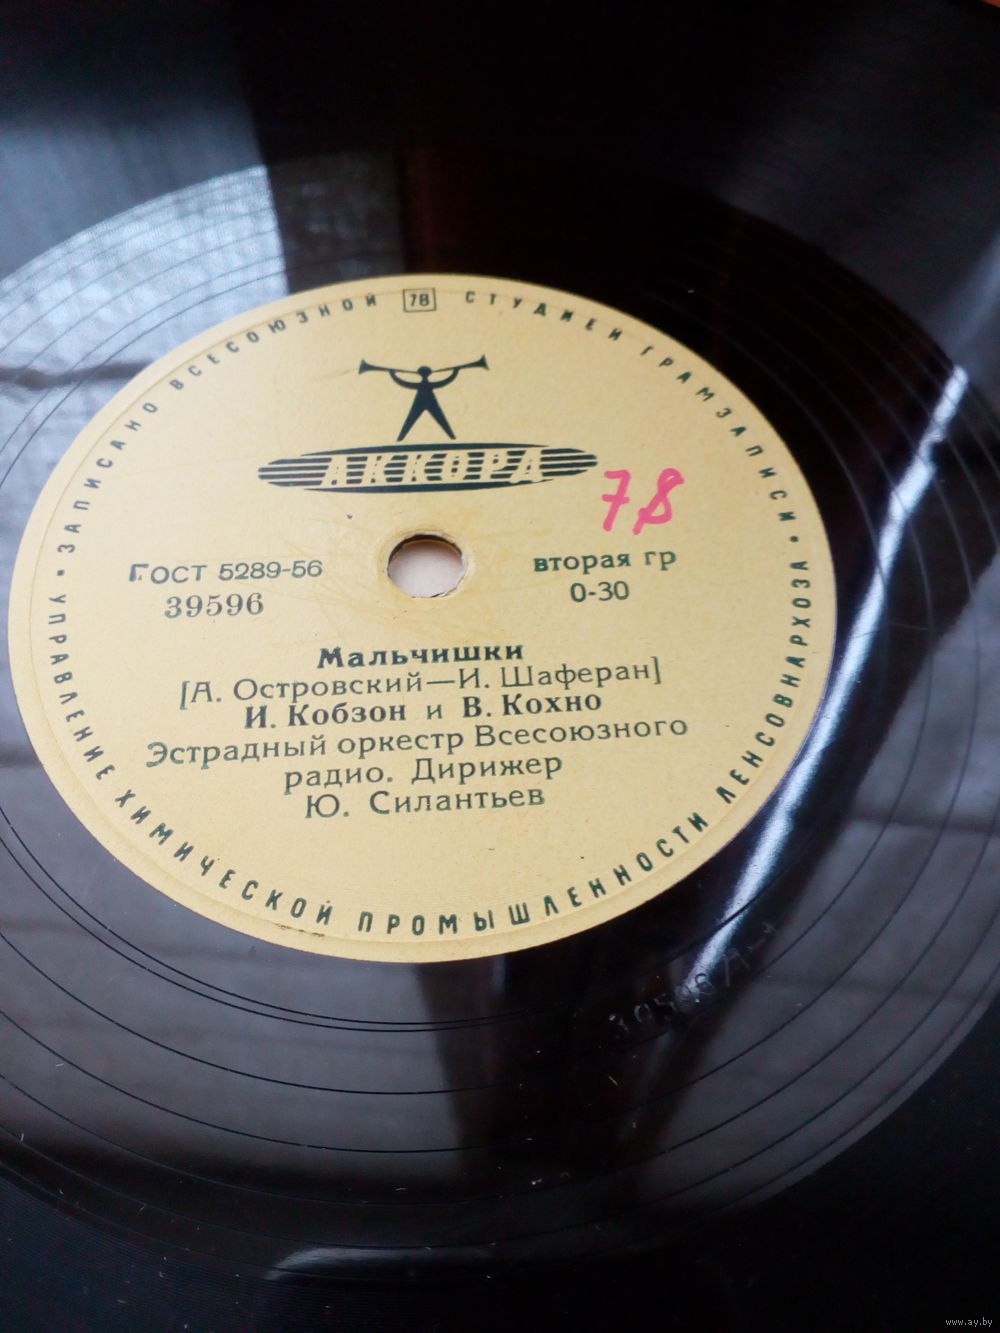 • ЗАПИСАНО ВСЕСОЮЗНОЙ 78 СТУДИЕЙ ГРАМЗАПИСИ •
АККОРД
78
ГОСТ 5289-56
39596
вторая гр
0-30
Мальчишки
[А. Островский—И. Шаферан]
И. Кобзон и В. Кохно
Эстрадный оркестр Всесоюзного
радио. Дирижер
Ю. Силантьев
УПРАВЛЕНИЕ ХИМИЧЕСКОЙ ПРОМЫШЛЕННОСТИ ЛЕНСОВНАРХОЗА
www.ay.by